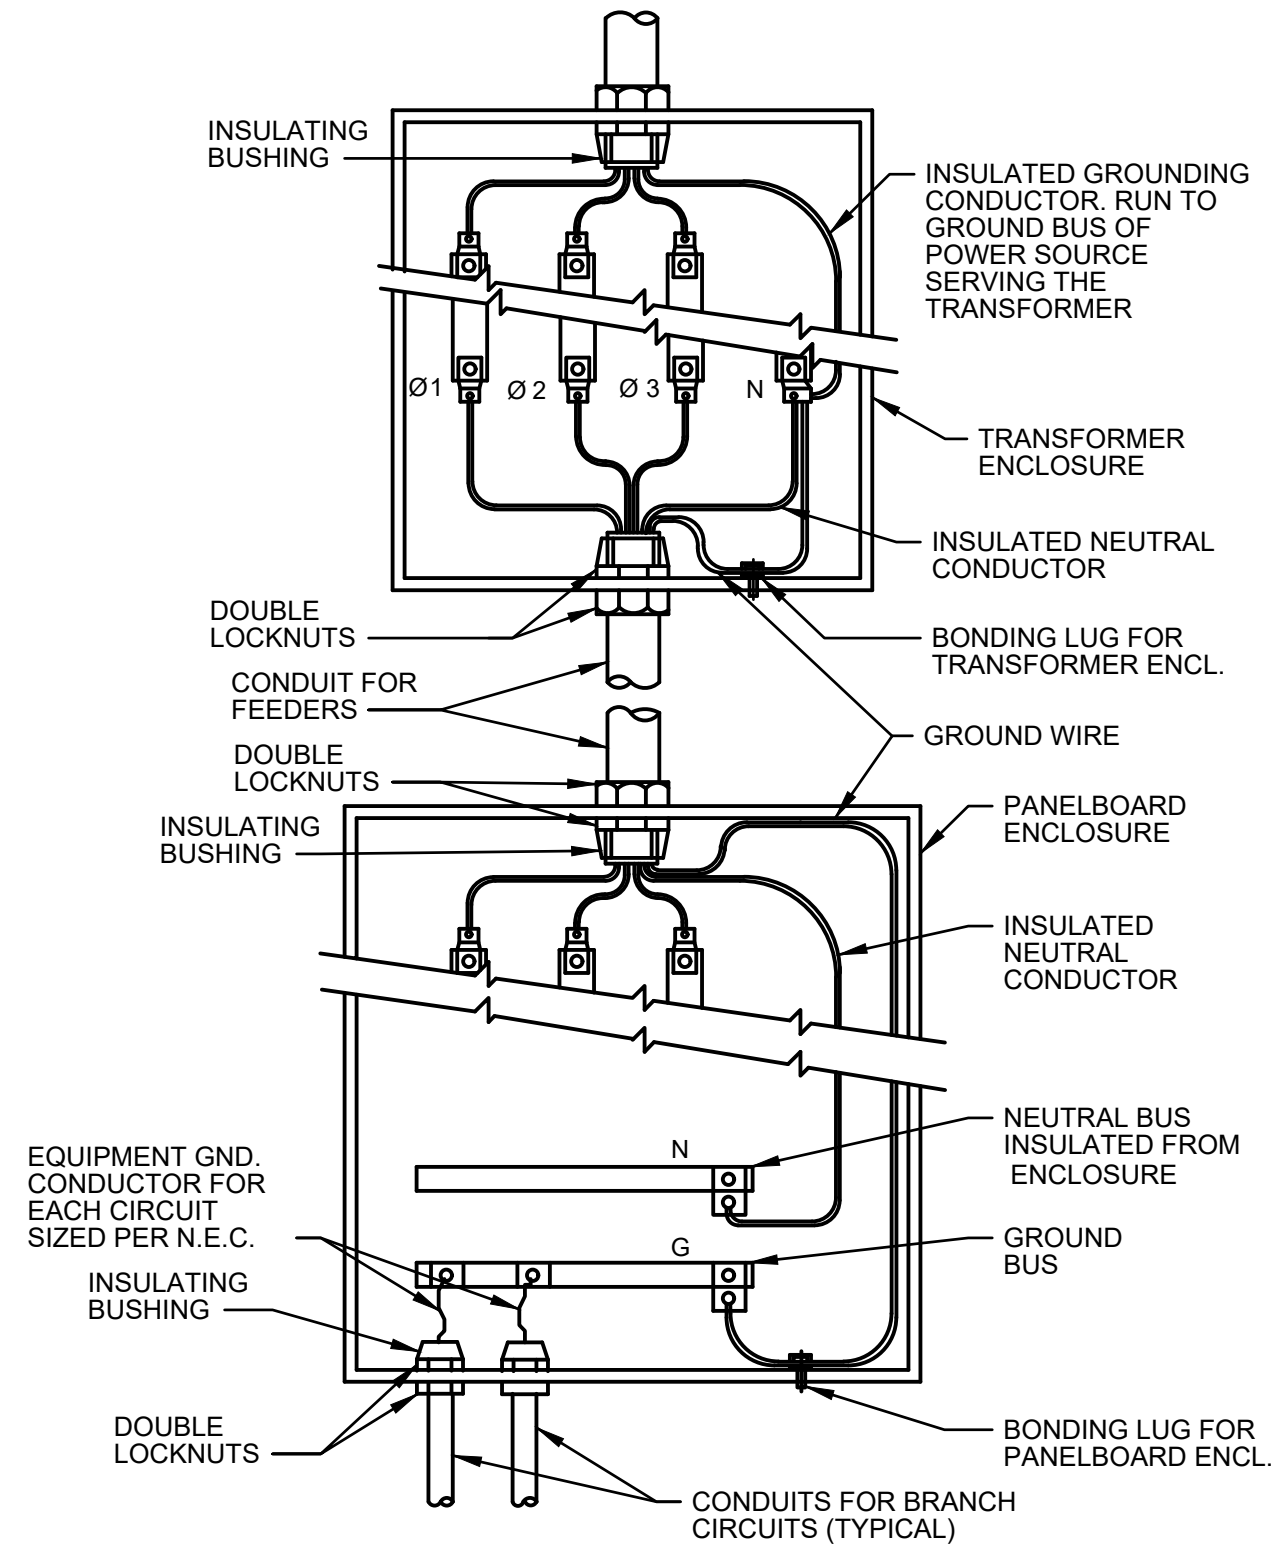 INSULATING
BUSHING
INSULATED GROUNDING
CONDUCTOR. RUN TO
GROUND BUS OF
POWER SOURCE
SERVING THE
TRANSFORMER
Ø1
Ø 2
Ø 3
N
TRANSFORMER
ENCLOSURE
INSULATED NEUTRAL
CONDUCTOR
DOUBLE
LOCKNUTS
BONDING LUG FOR
TRANSFORMER ENCL.
CONDUIT FOR
FEEDERS
GROUND WIRE
DOUBLE
LOCKNUTS
PANELBOARD
ENCLOSURE
INSULATING
BUSHING
INSULATED
NEUTRAL
CONDUCTOR
NEUTRAL BUS
INSULATED FROM
ENCLOSURE
N
EQUIPMENT GND.
CONDUCTOR FOR
EACH CIRCUIT
SIZED PER N.E.C.
G
GROUND
BUS
INSULATING
BUSHING
DOUBLE
LOCKNUTS
BONDING LUG FOR
PANELBOARD ENCL.
CONDUITS FOR BRANCH
CIRCUITS (TYPICAL)